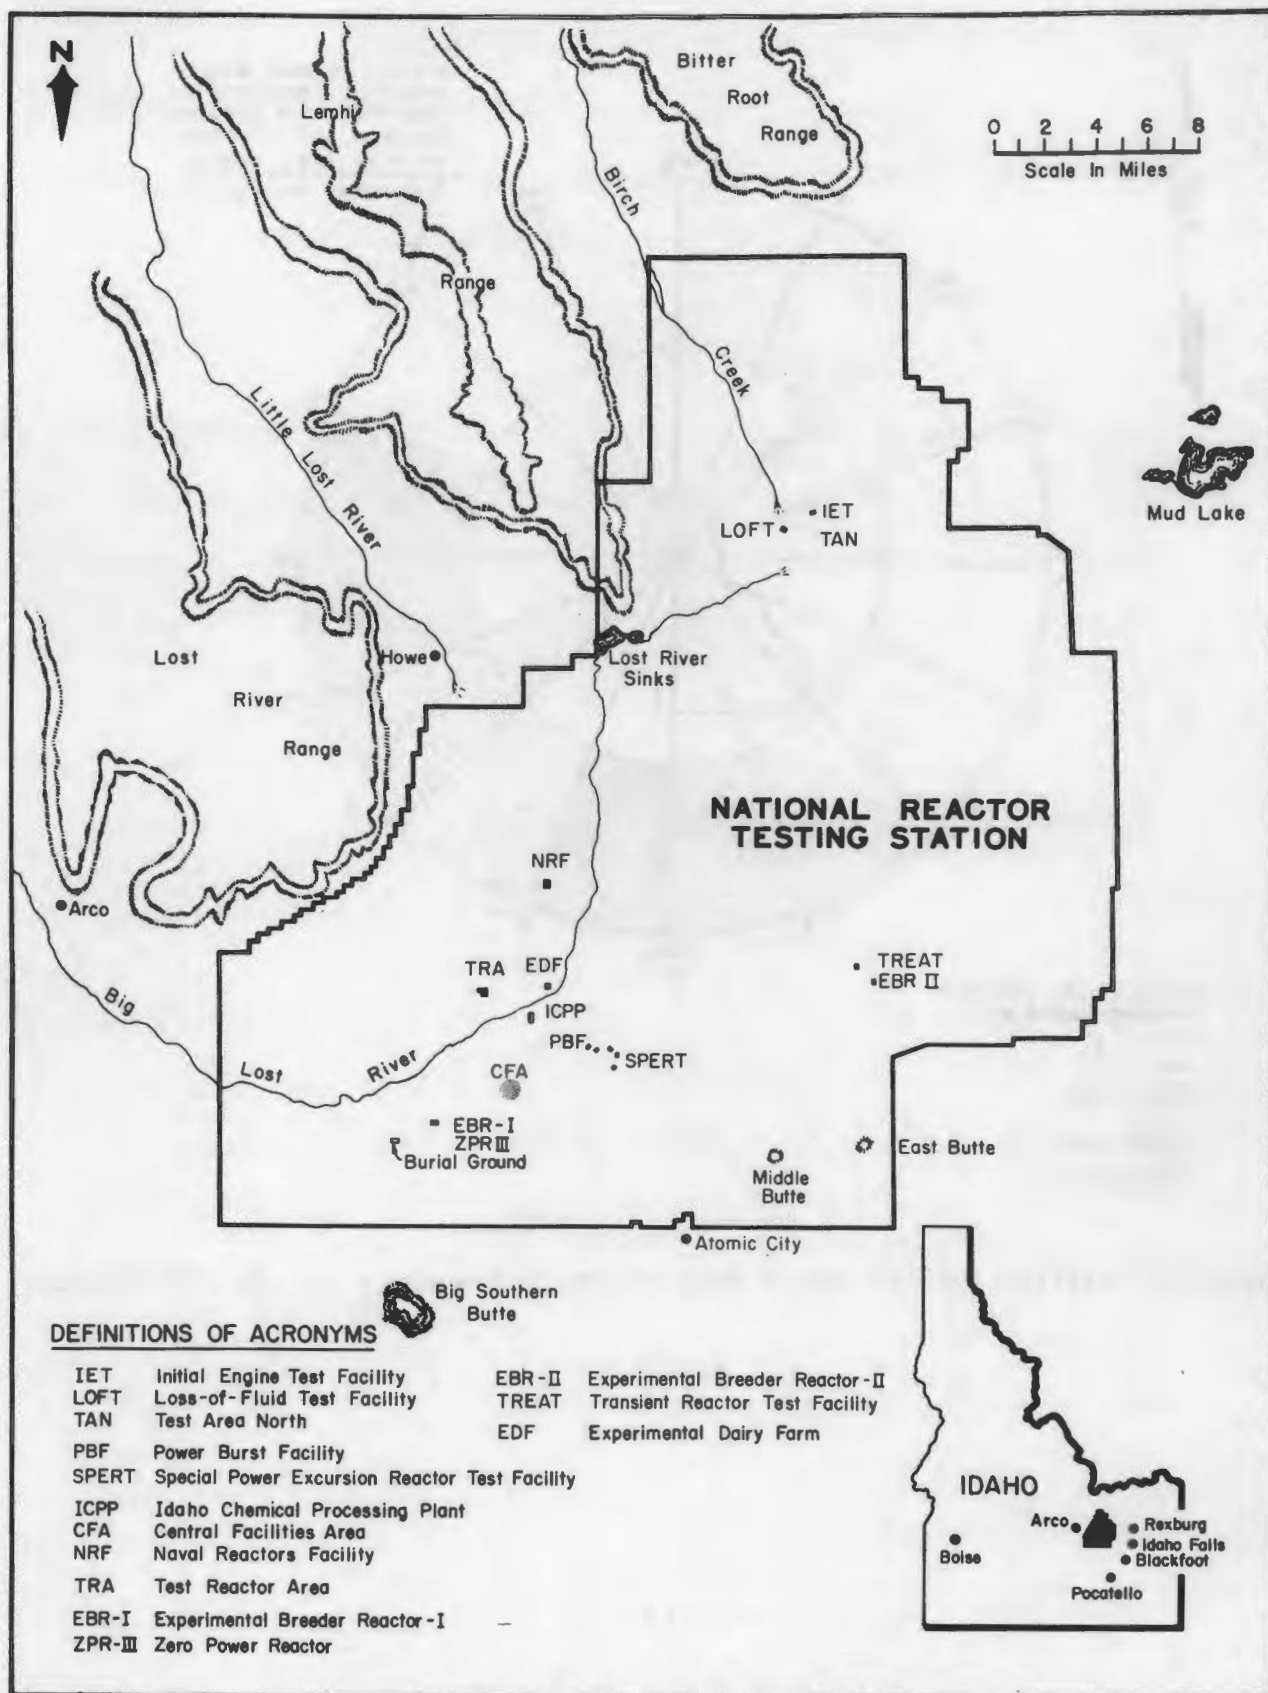 N
Bitter
Root
Range
0 2 4 6 8
Scale In Miles
Lemhi
Range
Birch
Creek
Little Lost River
Mud Lake
IET
LOFT
TAN
Lost
River
Range
Howe
Lost River
Sinks
NATIONAL REACTOR
TESTING STATION
NRF
Arco
TRA
EDF
TREAT
EBR II
ICPP
Big
Lost
River
PBF
SPERT
CFA
EBR-I
ZPR III
Burial Ground
East Butte
Middle
Butte
Atomic City
Big Southern
Butte
DEFINITIONS OF ACRONYMS
IET Initial Engine Test Facility
LOFT Loss-of-Fluid Test Facility
TAN Test Area North
PBF Power Burst Facility
SPERT Special Power Excursion Reactor Test Facility
ICPP Idaho Chemical Processing Plant
CFA Central Facilities Area
NRF Naval Reactors Facility
TRA Test Reactor Area
EBR-I Experimental Breeder Reactor-I
ZPR-III Zero Power Reactor
EBR-II Experimental Breeder Reactor-II
TREAT Transient Reactor Test Facility
EDF Experimental Dairy Farm
IDAHO
Arco
Rexburg
Idaho Falls
Blackfoot
Boise
Pocatello